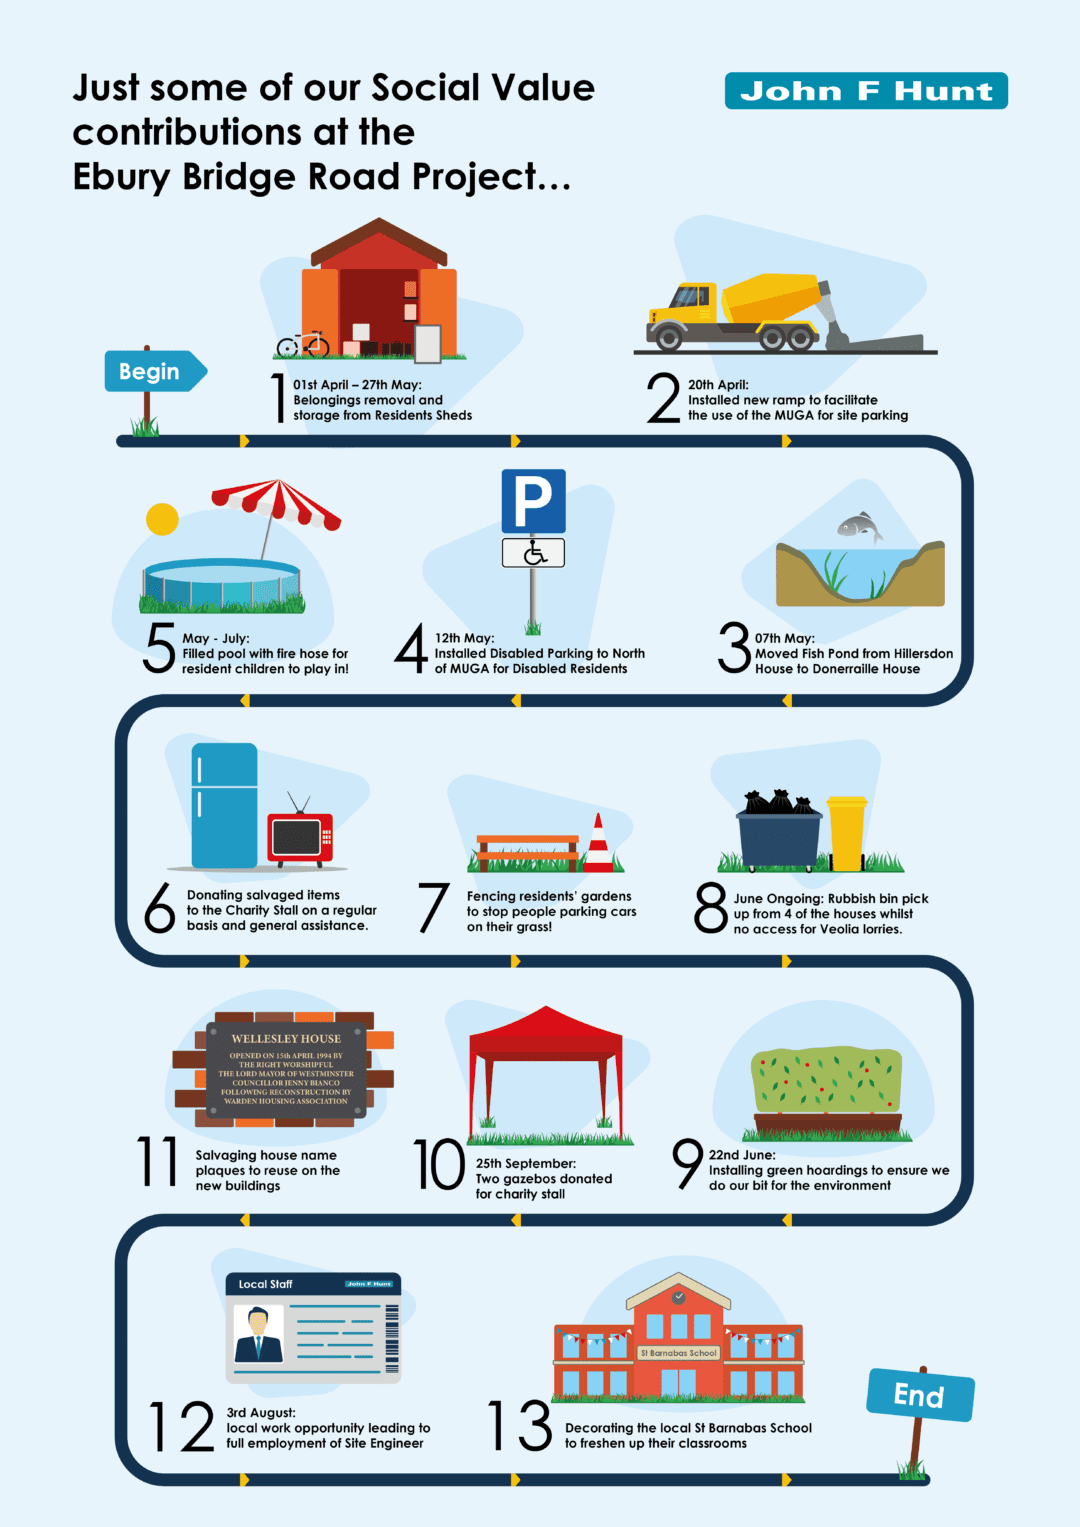 Just some of our Social Value
contributions at the
Ebury Bridge Road Project...
John F Hunt
Begin
1
01st April – 27th May:
Belongings removal and
storage from Residents Sheds
2
20th April:
Installed new ramp to facilitate
the use of the MUGA for site parking
3
07th May:
Moved Fish Pond from Hillersdon
House to Donerraille House
P
4
12th May:
Installed Disabled Parking to North
of MUGA for Disabled Residents
5
May - July:
Filled pool with fire hose for
resident children to play in!
6
Donating salvaged items
to the Charity Stall on a regular
basis and general assistance.
7
Fencing residents' gardens
to stop people parking cars
on their grass!
8
June Ongoing: Rubbish bin pick
up from 4 of the houses whilst
no access for Veolia lorries.
9
22nd June:
Installing green hoardings to ensure we
do our bit for the environment
10
25th September:
Two gazebos donated
for charity stall
WELLESLEY HOUSE
OPENED ON 15th APRIL 1994 BY
THE RIGHT WORSHIPFUL
THE LORD MAYOR OF WESTMINSTER
COUNCILLOR JENNY BIANCO
FOLLOWING RECONSTRUCTION BY
WARDEN HOUSING ASSOCIATION
11
Salvaging house name
plaques to reuse on the
new buildings
Local Staff
John F Hunt
12
3rd August:
local work opportunity leading to
full employment of Site Engineer
St Barnabas School
13
Decorating the local St Barnabas School
to freshen up their classrooms
End